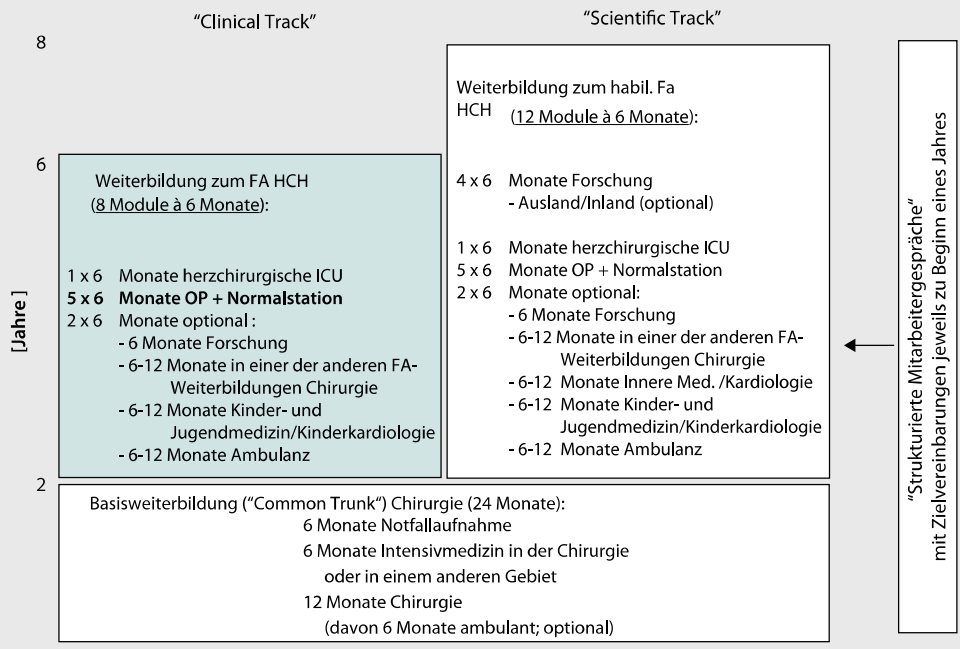 "Clinical Track"
"Scientific Track"
8
6
2
[Jahre ]
Weiterbildung zum FA HCH
(8 Module à 6 Monate):
1 x 6 Monate herzchirurgische ICU
5 x 6 Monate OP + Normalstation
2 x 6 Monate optional :
- 6 Monate Forschung
- 6-12 Monate in einer der anderen FA-
Weiterbildungen Chirurgie
- 6-12 Monate Kinder- und
Jugendmedizin/Kinderkardiologie
- 6-12 Monate Ambulanz
Weiterbildung zum habil. Fa
HCH (12 Module à 6 Monate):
4 x 6 Monate Forschung
- Ausland/Inland (optional)
1 x 6 Monate herzchirurgische ICU
5 x 6 Monate OP + Normalstation
2 x 6 Monate optional:
- 6 Monate Forschung
- 6-12 Monate in einer der anderen FA-
Weiterbildungen Chirurgie
- 6-12 Monate Innere Med. /Kardiologie
- 6-12 Monate Kinder- und
Jugendmedizin/Kinderkardiologie
- 6-12 Monate Ambulanz
Basisweiterbildung ("Common Trunk") Chirurgie (24 Monate):
6 Monate Notfallaufnahme
6 Monate Intensivmedizin in der Chirurgie
oder in einem anderen Gebiet
12 Monate Chirurgie
(davon 6 Monate ambulant; optional)
"Strukturierte Mitarbeitergespräche"
mit Zielvereinbarungen jeweils zu Beginn eines Jahres